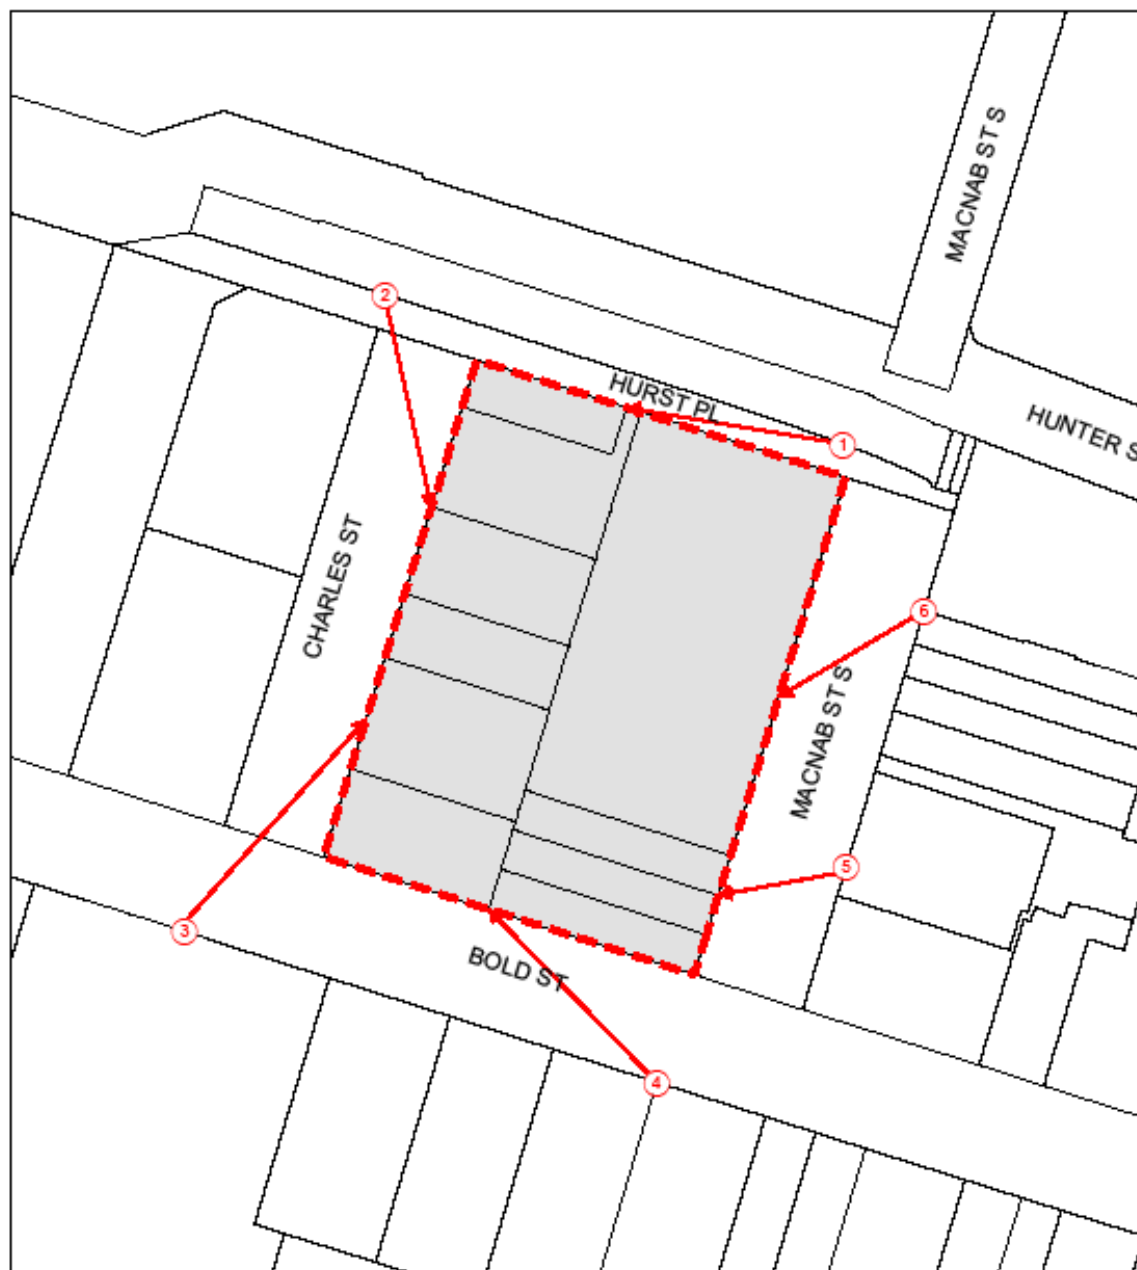 MACNAB ST S
2
HURST PL
HUNTER S
1
CHARLES ST
6
MACNAB ST S
5
3
BOLD ST
4